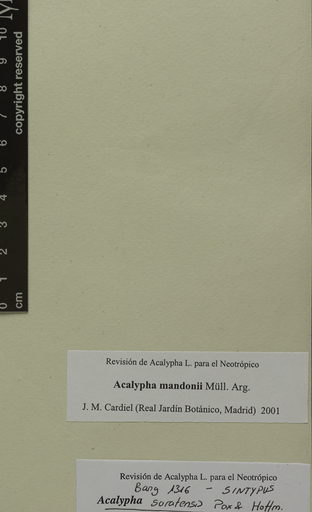 copyright reserved
cm
0 1 2 3 4 5 6 7 8 9 10
Revisión de Acalypha L. para el Neotrópico
Acalypha mandonii Müll. Arg.
J. M. Cardiel (Real Jardín Botánico, Madrid) 2001
Revisión de Acalypha L. para el Neotrópico
Bang 1316 - SINTYPUS
Acalypha soratensis Pax & Hoffm.